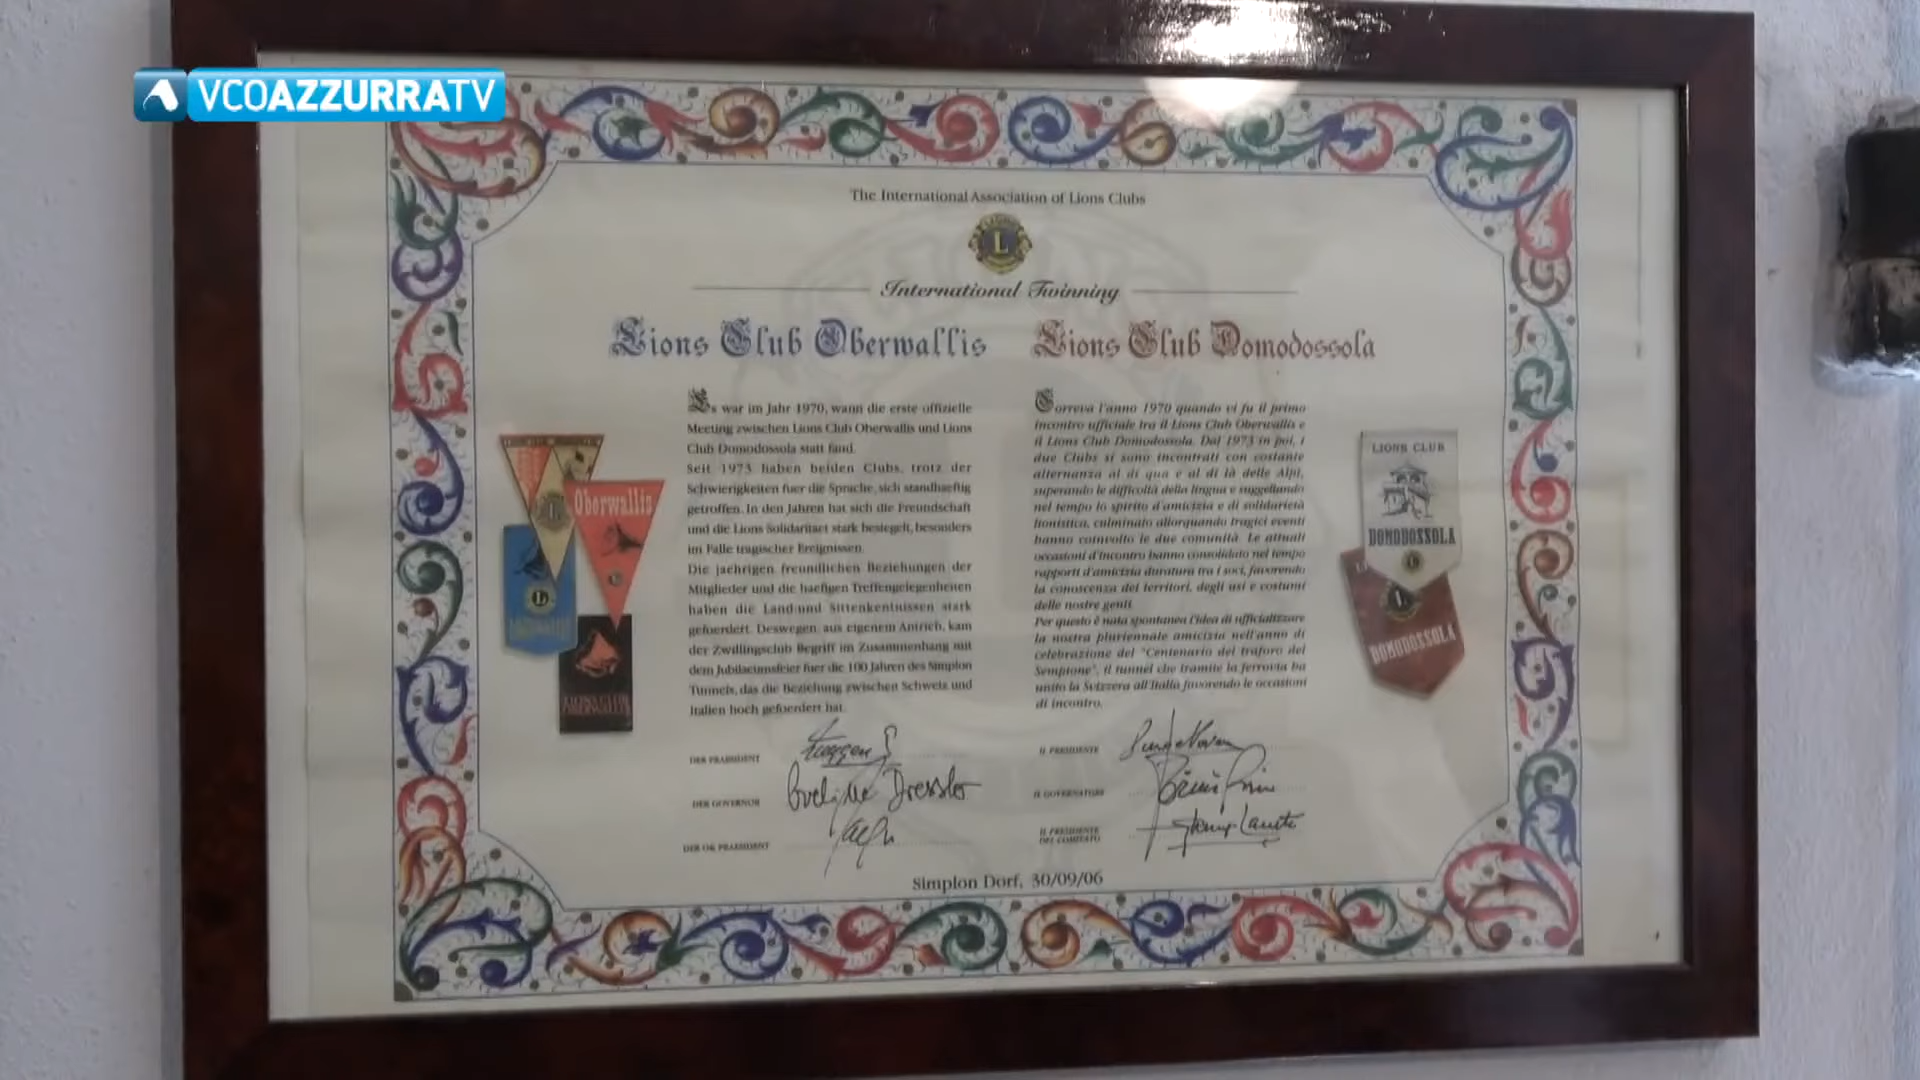 VCOAZZURRATV
The International Association of Lions Clubs
L
International Twinning
Lions Club Oberwallis
Es war im Jahr 1970, wann die erste offizielle
Meeting zwischen Lions Club Oberwallis und Lions
Club Domodossola statt fand.
Seit 1973 haben beiden Clubs, trotz der
Schwierigkeiten fuer die Sprache, sich standhaeftig
getroffen. In den Jahren hat sich die Freundschaft
und die Lions Solidaritaet stark bestegelt, besonders
im Falle tragischer Ereignissen.
Die jaehrigen freundlichen Beziehungen der
Mitglieder und die haefigen Treffengelegenheiten
haben die Land-und Sittenkentnissen stark
gefoerdert. Deswegen, aus eigenem Antrieb, kam
der Zwillingsclub Begriff im Zusammenhang mit
dem Jubilaeumsfeier fuer die 100 Jahren des Simplon
Tunnels, das die Beziehung zwischen Schweiz und
Italien hoch gefoerdert hat.
Lions Club Domodossola
Correva l'anno 1970 quando vi fu il primo
incontro ufficiale tra il Lions Club Oberwallis e
il Lions Club Domodossola. Dal 1973 in poi, i
due Clubs si sono incontrati con costante
alternanza al di qua e al di là delle Alpi,
superando le difficoltà della lingua e suggellando
nel tempo lo spirito d'amicizia e di solidarietà
lionistica, culminato allorquando tragici eventi
hanno coinvolto le due comunità. Le attuali
occasioni d'incontro hanno consolidato nel tempo
rapporti d'amicizia duratura tra i soci, favorendo
la conoscenza dei territori, degli usi e costumi
delle nostre genti.
Per questo è nata spontanea l'idea di ufficializzare
la nostra pluriennale amicizia nell'anno di
celebrazione del "Centenario del traforo del
Sempione", il tunnel che tramite la ferrovia ha
unito la Svizzera all'Italia favorendo le occasioni
di incontro.
Oberwallis
LIONS CLUB
OBERWALLIS
LIONS CLUB
DOMODOSSOLA
DOMODOSSOLA
DER PRAESIDENT
DER GOVERNOR
Evelyne Dressler
DER OK PRAESIDENT
IL PRESIDENTE
IL GOVERNATORE
IL PRESIDENTE
DEL COMITATO
Simplon Dorf, 30/09/06